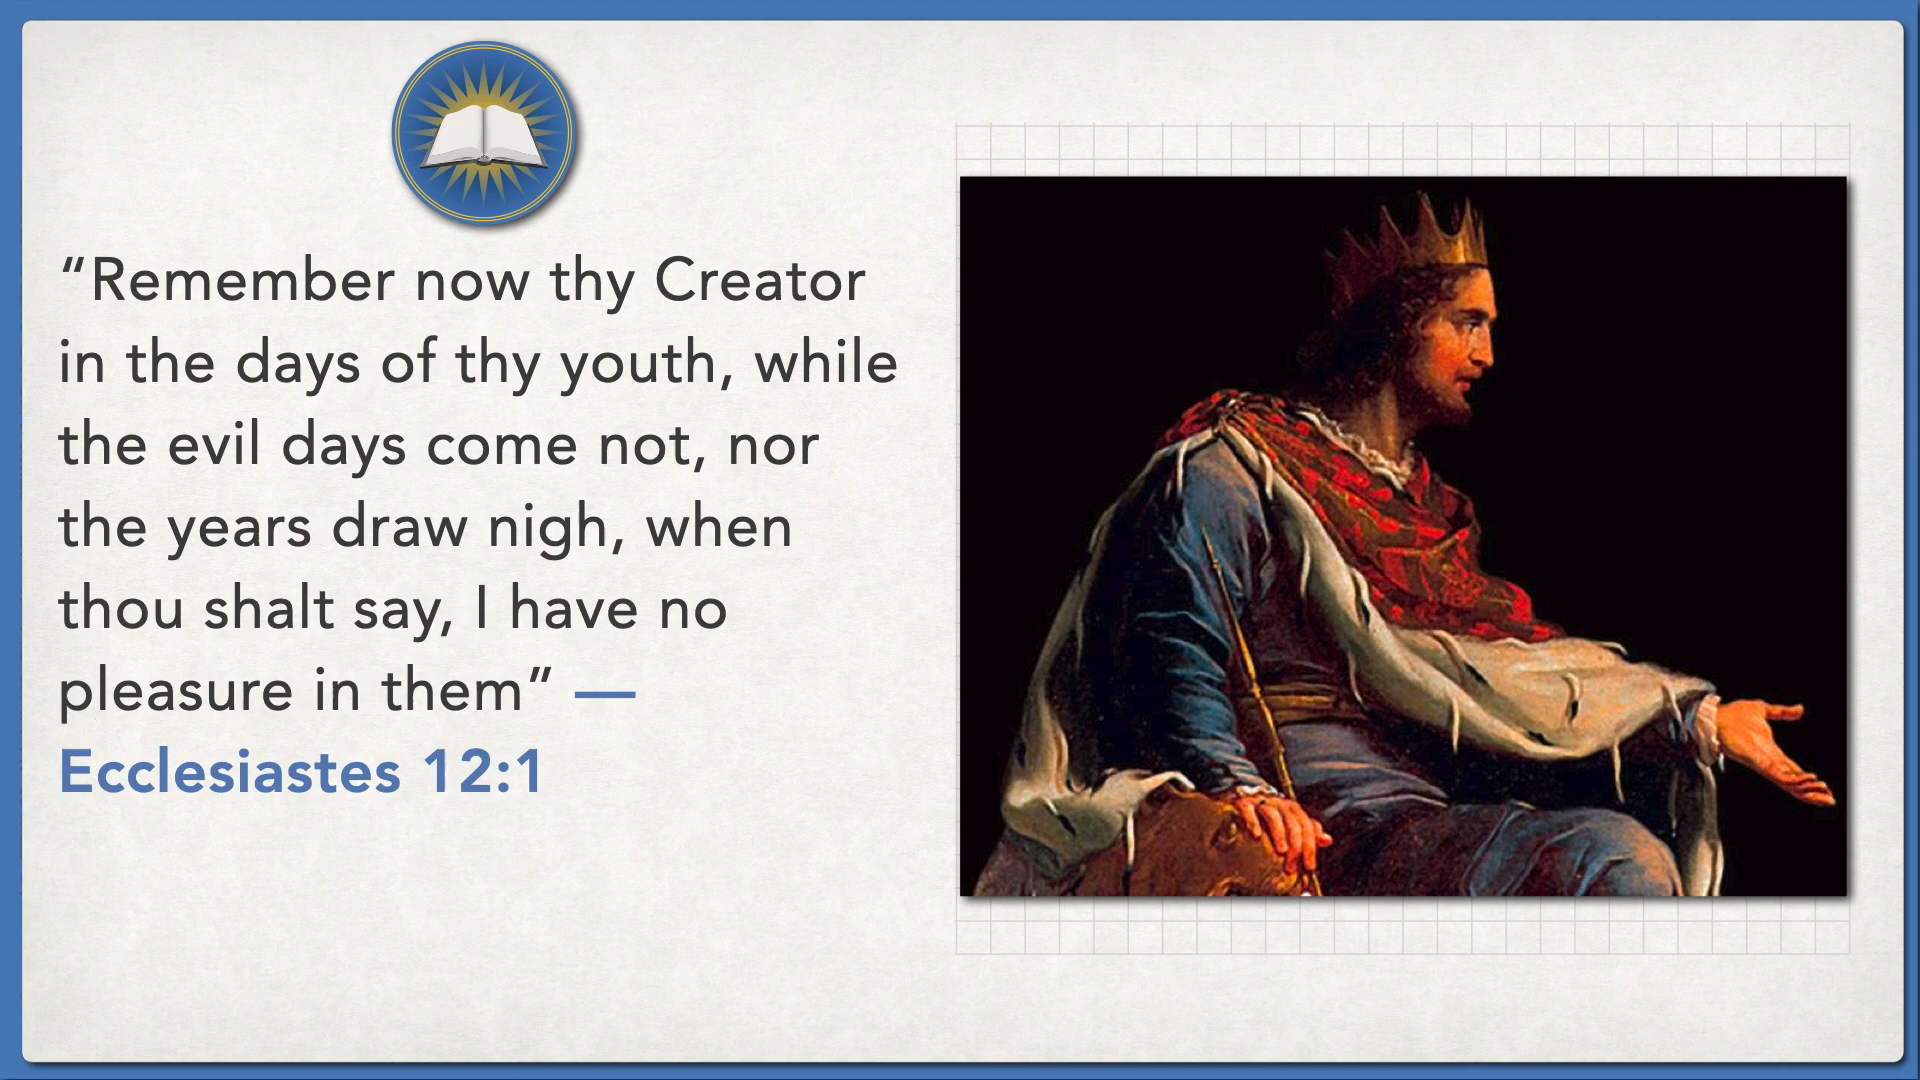 “Remember now thy Creator
in the days of thy youth, while
the evil days come not, nor
the years draw nigh, when
thou shalt say, I have no
pleasure in them” —
Ecclesiastes 12:1